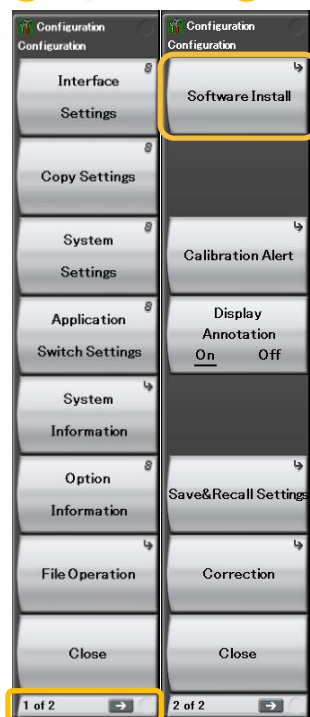 Configuration
Configuration
Interface
Settings
Copy Settings
System
Settings
Application
Switch Settings
System
Information
Option
Information
File Operation
Close
1 of 2
Configuration
Configuration
Software Install
Calibration Alert
Display
Annotation
On Off
Save&Recall Settings
Correction
Close
2 of 2